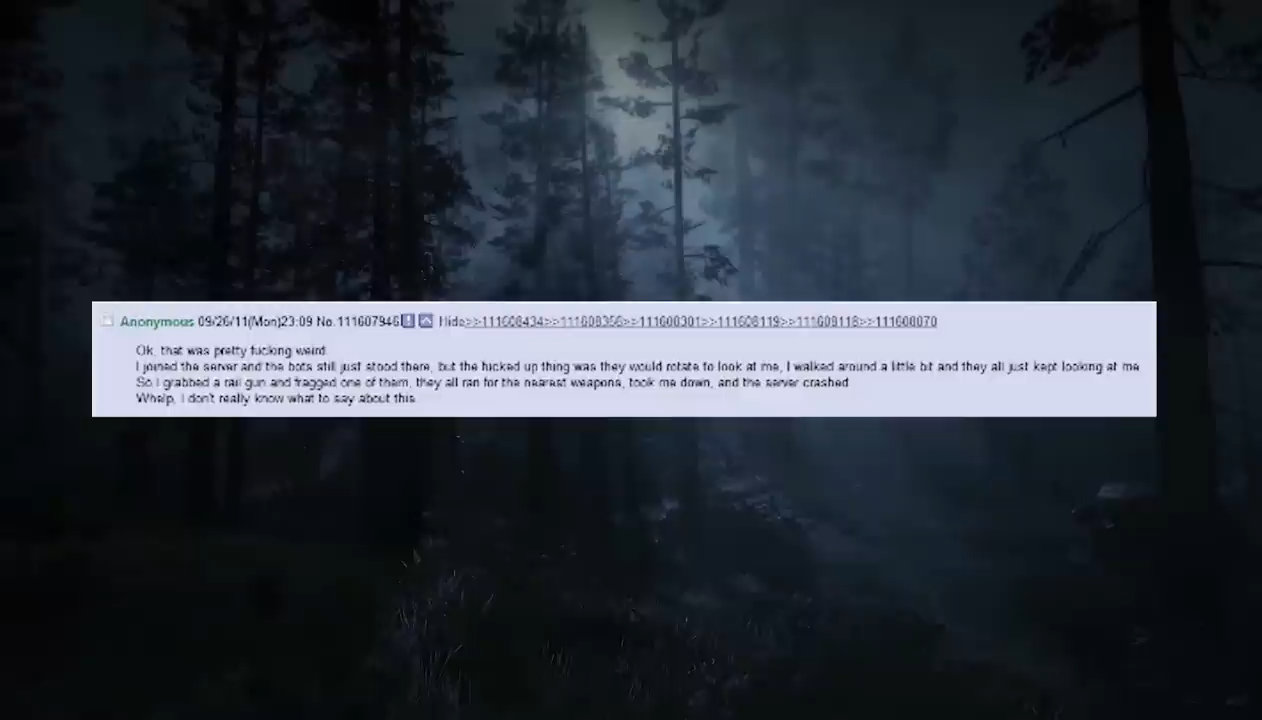 Anonymous 09/26/11(Mon)23:09 No.111607946 Hide>>111608434>>111608356>>111608301>>111608119>>111608118>>111608070
Ok, that was pretty fucking weird.
I joined the server and the bots still just stood there, but the fucked up thing was they would rotate to look at me, I walked around a little bit and they all just kept looking at me
So I grabbed a rail gun and fragged one of them, they all ran for the nearest weapons, took me down, and the server crashed
Whelp, I don't really know what to say about this.